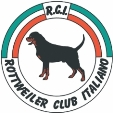 R.C.I.
ROTTWEILER CLUB ITALIANO